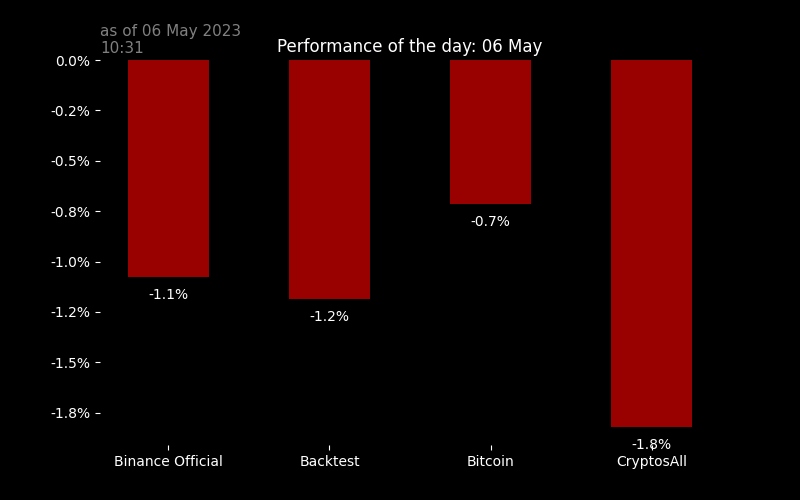 as of 06 May 2023
10:31
Performance of the day: 06 May
0.0%
-0.2%
-0.5%
-0.8%
-1.0%
-1.2%
-1.5%
-1.8%
-1.1%
-1.2%
-0.7%
-1.8%
Binance Official
Backtest
Bitcoin
CryptosAll